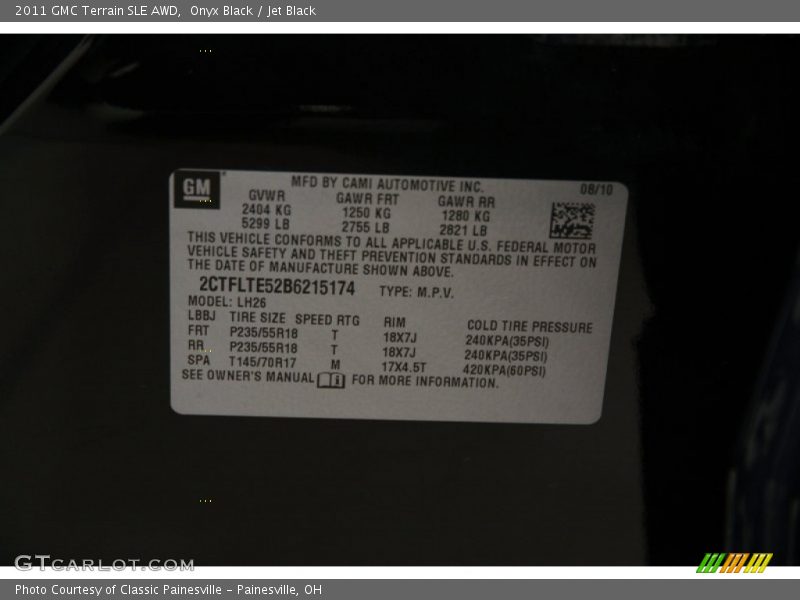 2011 GMC Terrain SLE AWD, Onyx Black / Jet Black
GM
MFD BY CAMI AUTOMOTIVE INC. 08/10
GVWR GAWR FRT GAWR RR
2404 KG 1250 KG 1280 KG
5299 LB 2755 LB 2821 LB
THIS VEHICLE CONFORMS TO ALL APPLICABLE U.S. FEDERAL MOTOR
VEHICLE SAFETY AND THEFT PREVENTION STANDARDS IN EFFECT ON
THE DATE OF MANUFACTURE SHOWN ABOVE.
2CTFLTE52B6215174 TYPE: M.P.V.
MODEL: LH26
LBBJ TIRE SIZE SPEED RTG RIM COLD TIRE PRESSURE
FRT P235/55R18 T 18X7J 240KPA(35PSI)
RR P235/55R18 T 18X7J 240KPA(35PSI)
SPA T145/70R17 M 17X4.5T 420KPA(60PSI)
SEE OWNER'S MANUAL FOR MORE INFORMATION.
GTCARLOT.COM
Photo Courtesy of Classic Painesville - Painesville, OH